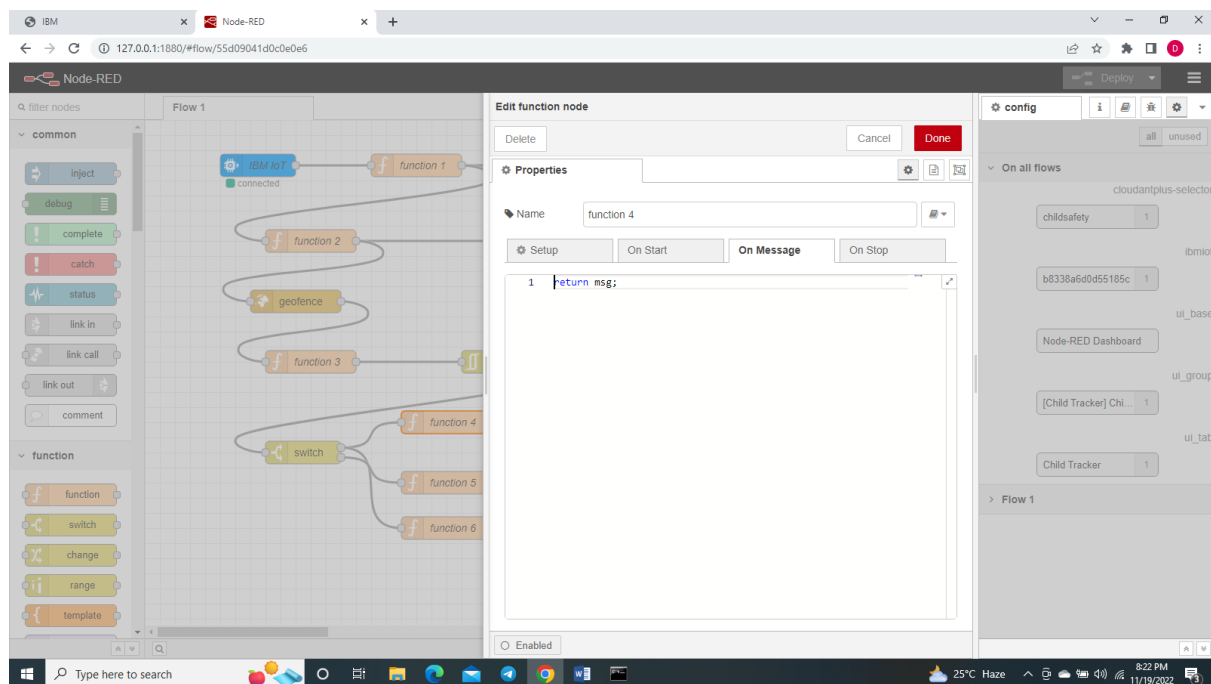 IBM
Node-RED
127.0.0.1:1880/#flow/55d09041d0c0e0e6
D
Node-RED
Deploy
filter nodes
common
inject
debug
complete
catch
status
link in
link call
link out
comment
function
function
switch
change
range
template
Flow 1
IBM IoT
connected
function 1
function 2
geofence
function 3
switch
function 4
function 5
function 6
Edit function node
Delete
Cancel
Done
Properties
Name
function 4
Setup
On Start
On Message
On Stop
1 return msg;
Enabled
config
i
all
unused
On all flows
cloudantplus-selector
childsafety 1
ibmiot
b8338a6d0d55185c 1
ui_base
Node-RED Dashboard
ui_group
[Child Tracker] Chi... 1
ui_tab
Child Tracker 1
Flow 1
Type here to search
25°C Haze
8:22 PM
11/19/2022
3